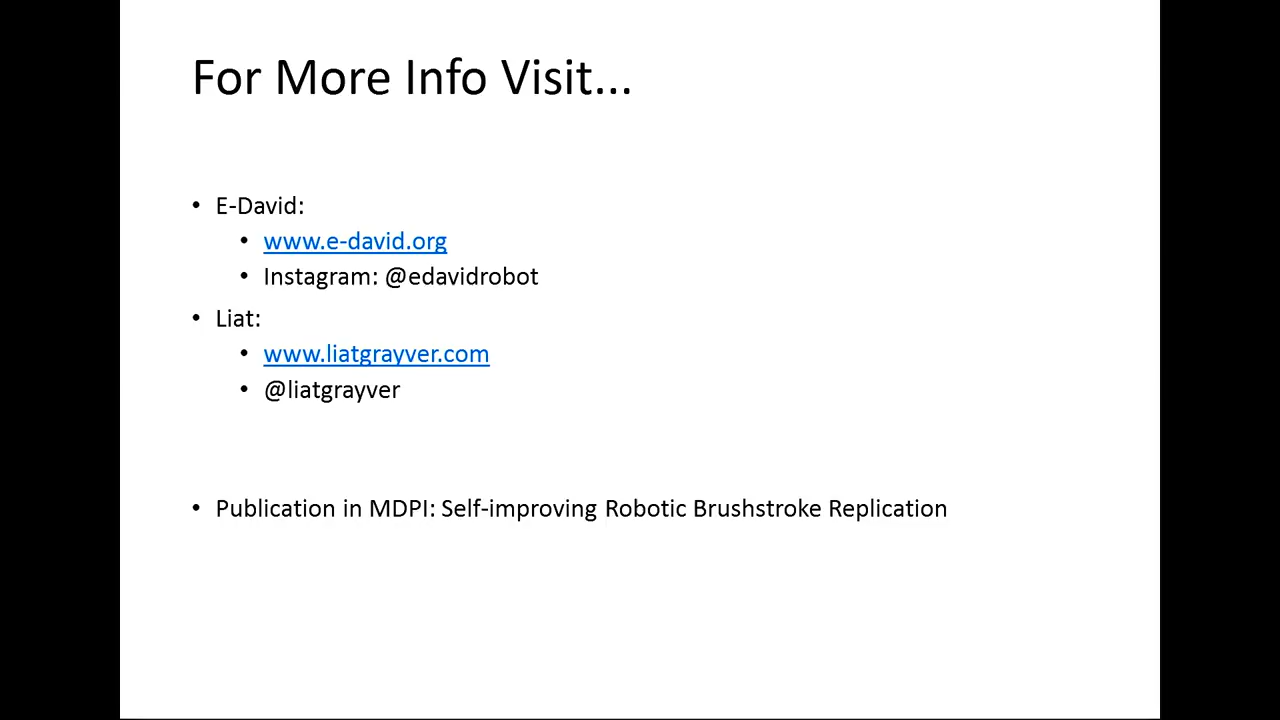 For More Info Visit...
• E-David:
• www.e-david.org
• Instagram: @edavidrobot
• Liat:
• www.liatgrayver.com
• @liatgrayver
• Publication in MDPI: Self-improving Robotic Brushstroke Replication